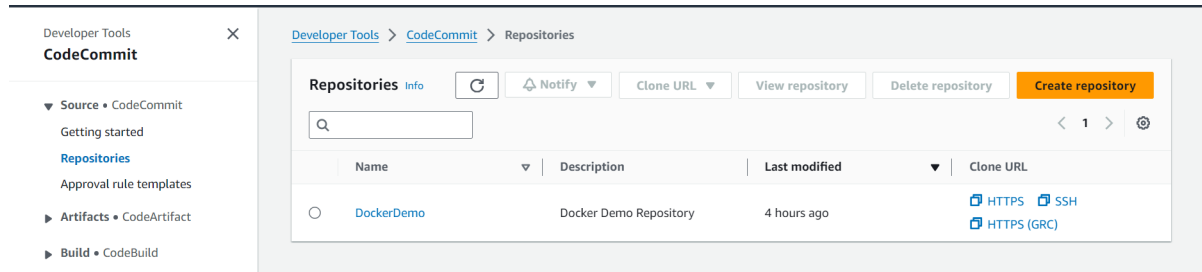 Developer Tools
CodeCommit
Source • CodeCommit
Getting started
Repositories
Approval rule templates
Artifacts • CodeArtifact
Build • CodeBuild
Developer Tools > CodeCommit > Repositories
Repositories Info Notify Clone URL View repository Delete repository Create repository
1
Name Description Last modified Clone URL
DockerDemo Docker Demo Repository 4 hours ago HTTPS SSH
HTTPS (GRC)